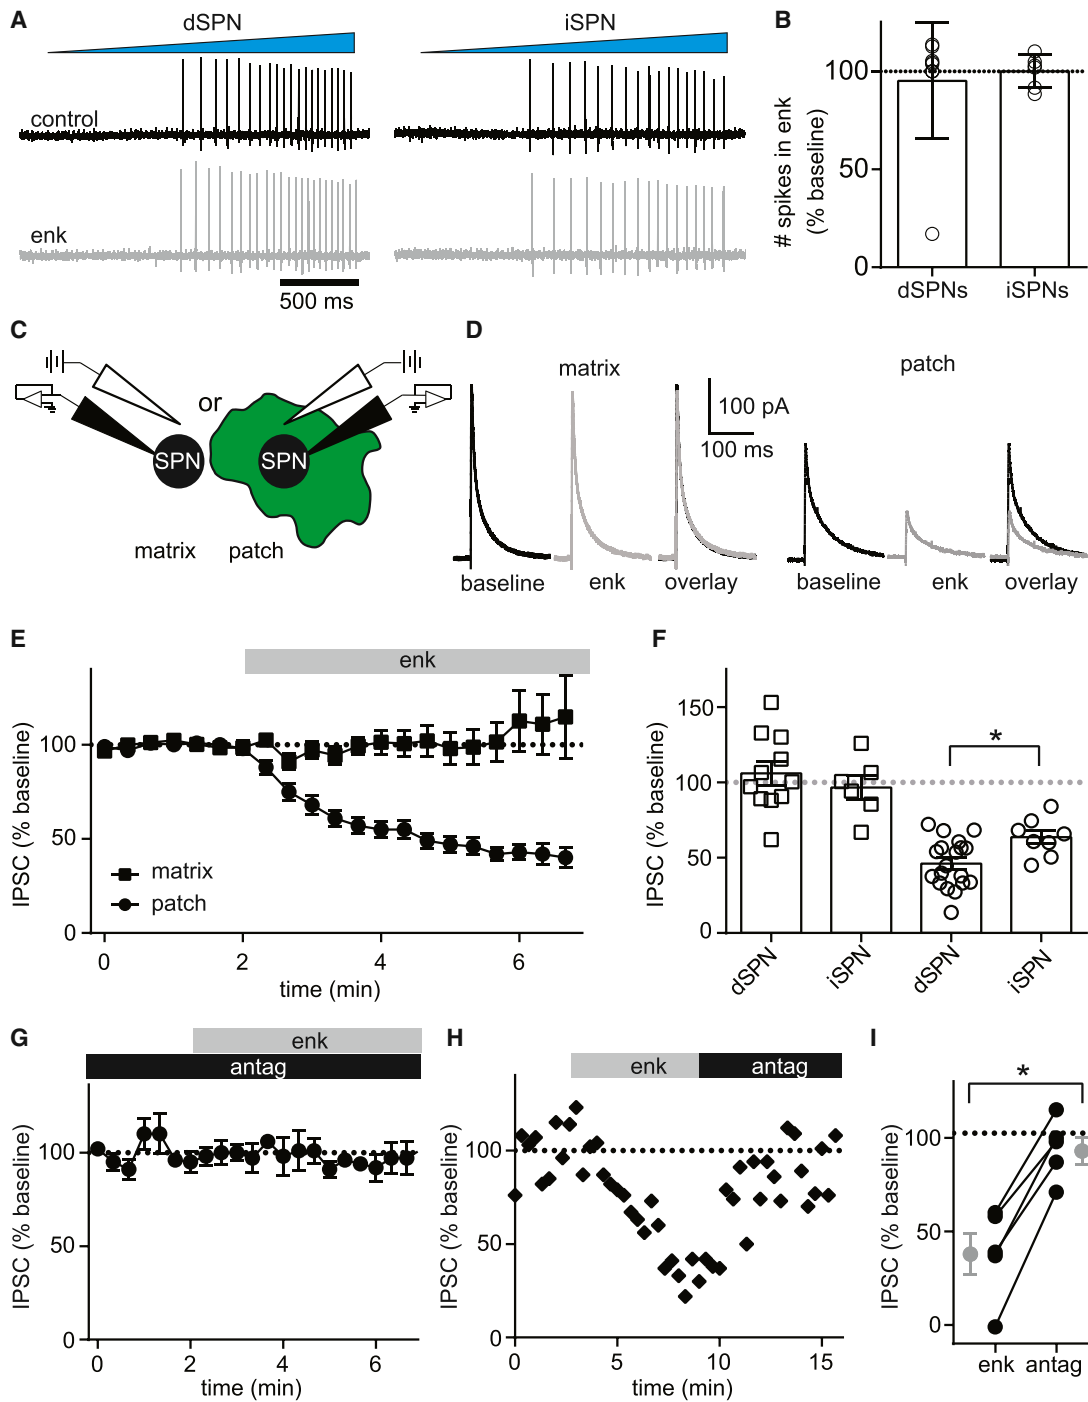 A
dSPN
iSPN
control
enk
500 ms
B
# spikes in enk
(% baseline)
100
50
0
dSPNs
iSPNs
C
or
SPN
SPN
matrix
patch
D
matrix
patch
100 pA
100 ms
baseline
enk
overlay
baseline
enk
overlay
E
enk
IPSC (% baseline)
100
50
0
matrix
patch
0
2
4
6
time (min)
F
IPSC (% baseline)
150
100
50
0
*
dSPN
iSPN
dSPN
iSPN
G
enk
antag
IPSC (% baseline)
100
50
0
0
2
4
6
time (min)
H
enk
antag
IPSC (% baseline)
100
50
0
0
5
10
15
time (min)
I
*
IPSC (% baseline)
100
50
0
enk
antag